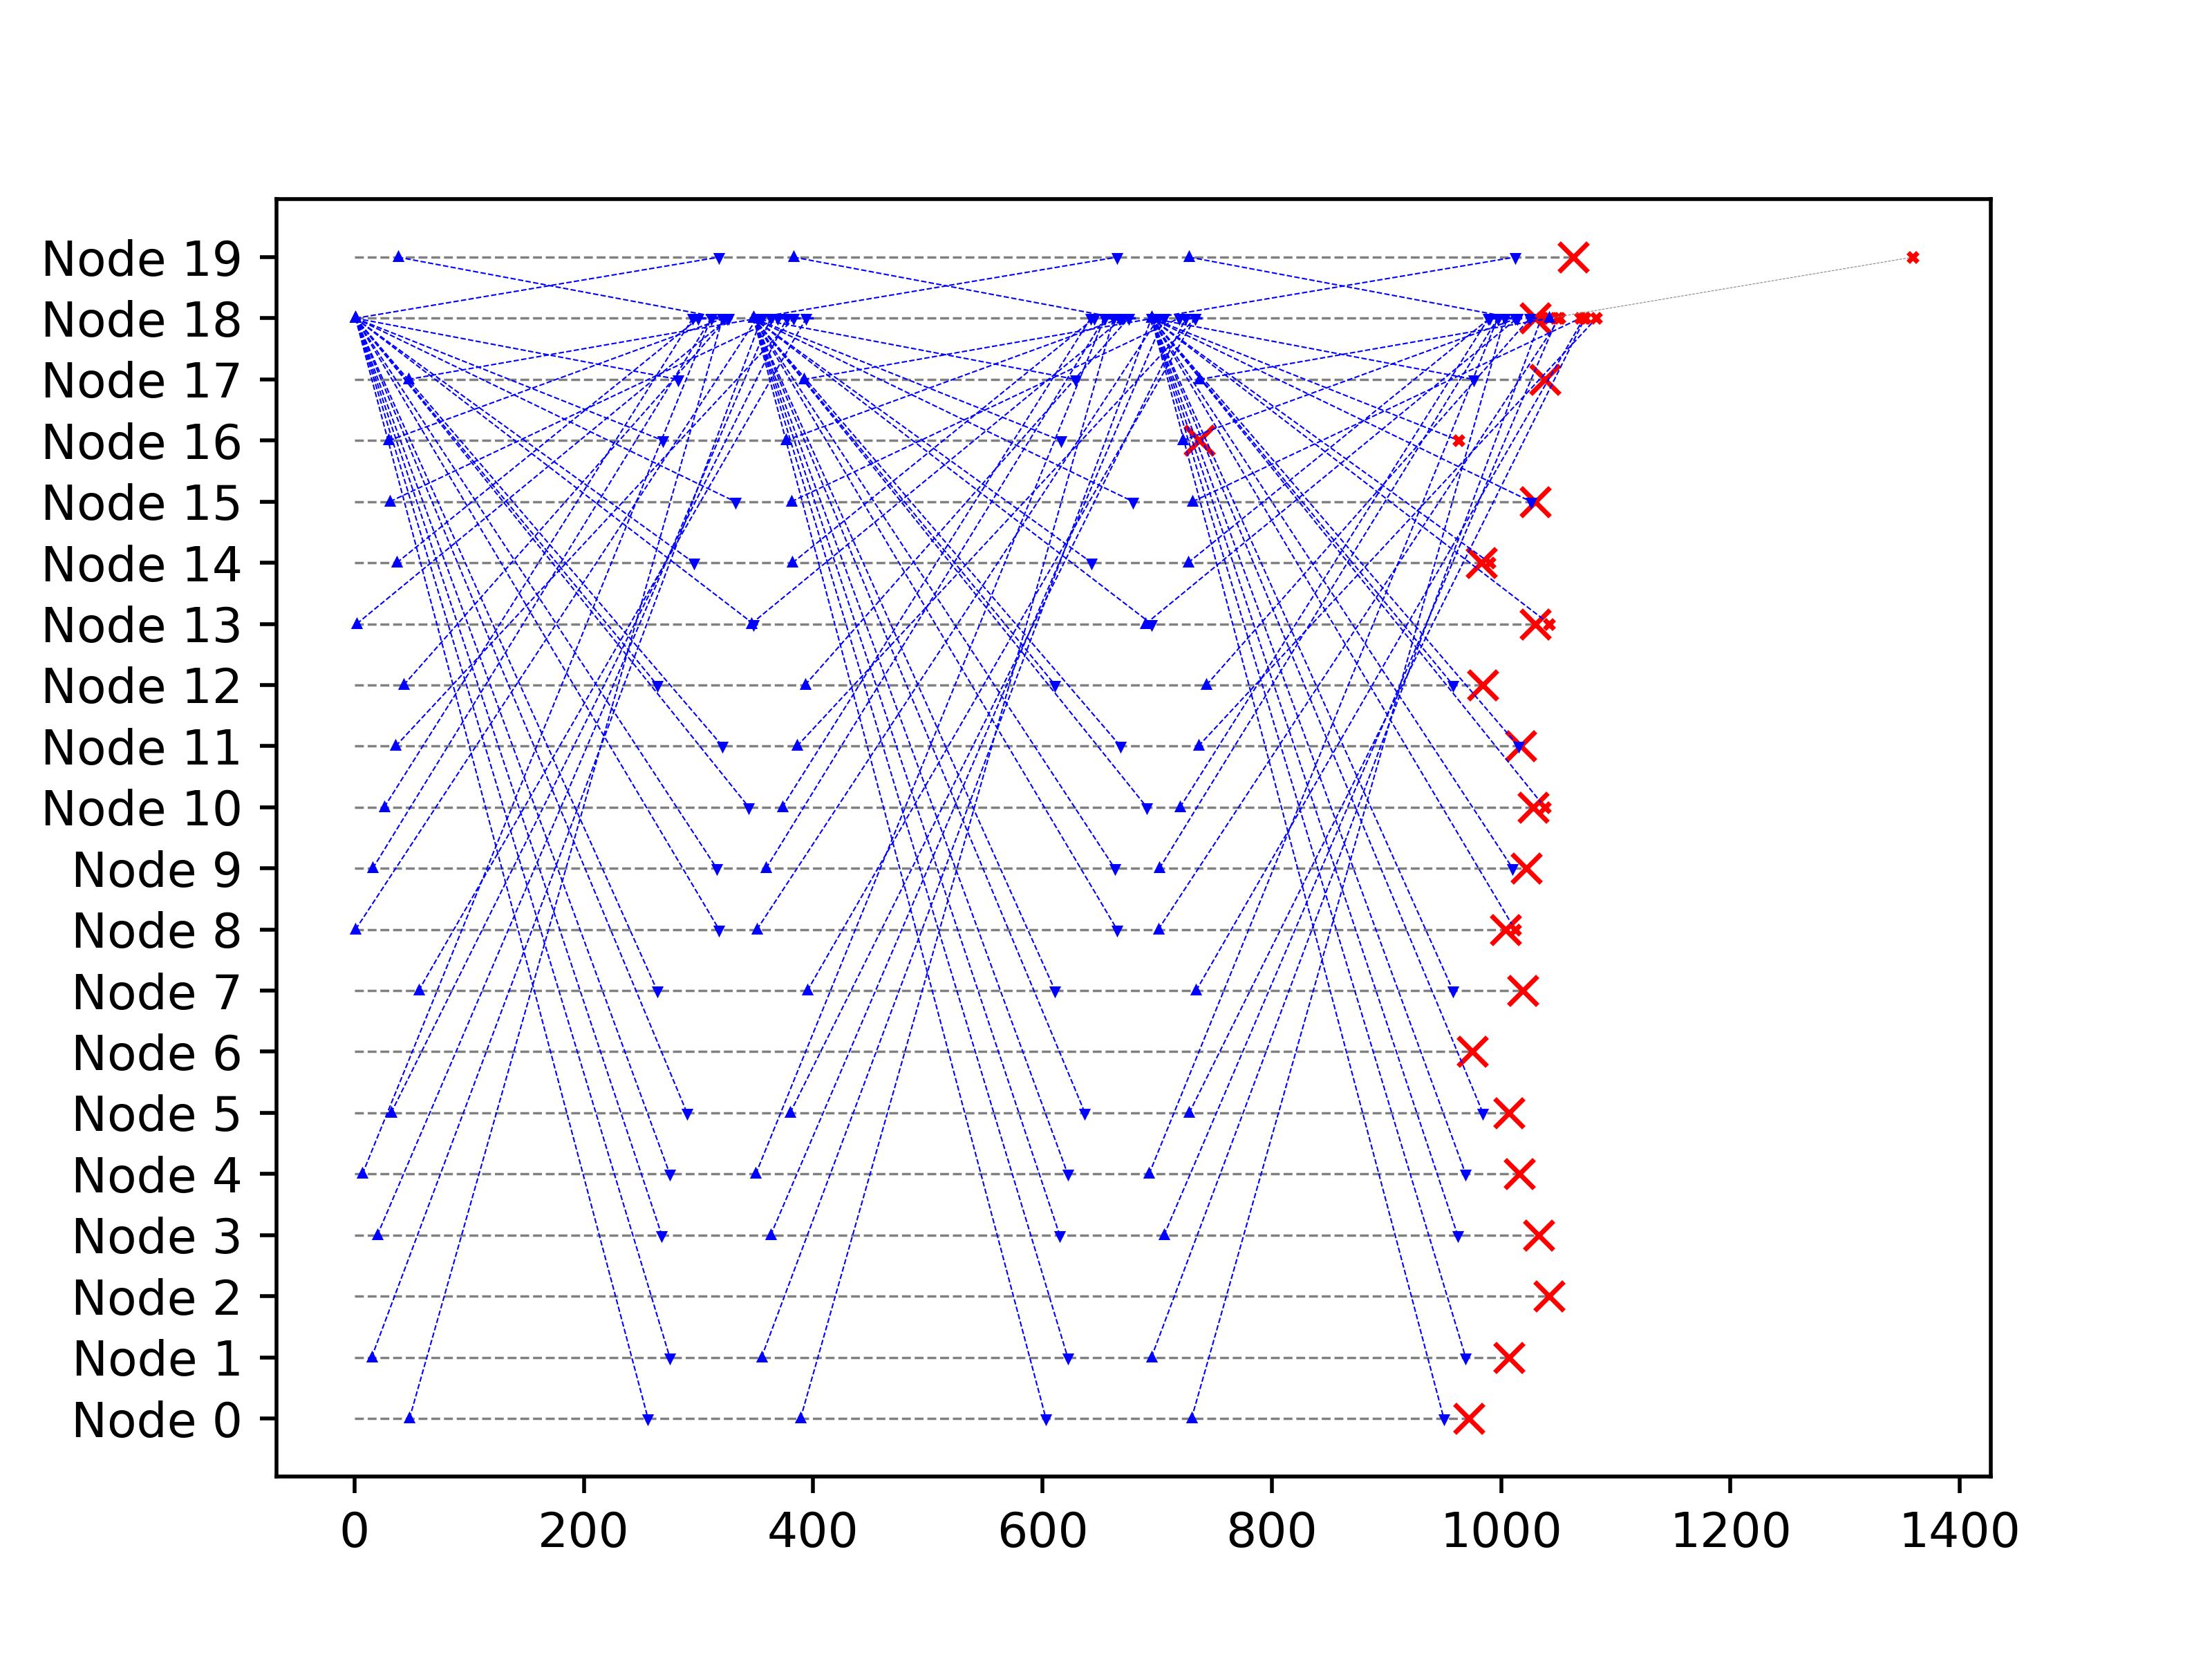 Node 19
Node 18
Node 17
Node 16
Node 15
Node 14
Node 13
Node 12
Node 11
Node 10
Node 9
Node 8
Node 7
Node 6
Node 5
Node 4
Node 3
Node 2
Node 1
Node 0
0 200 400 600 800 1000 1200 1400